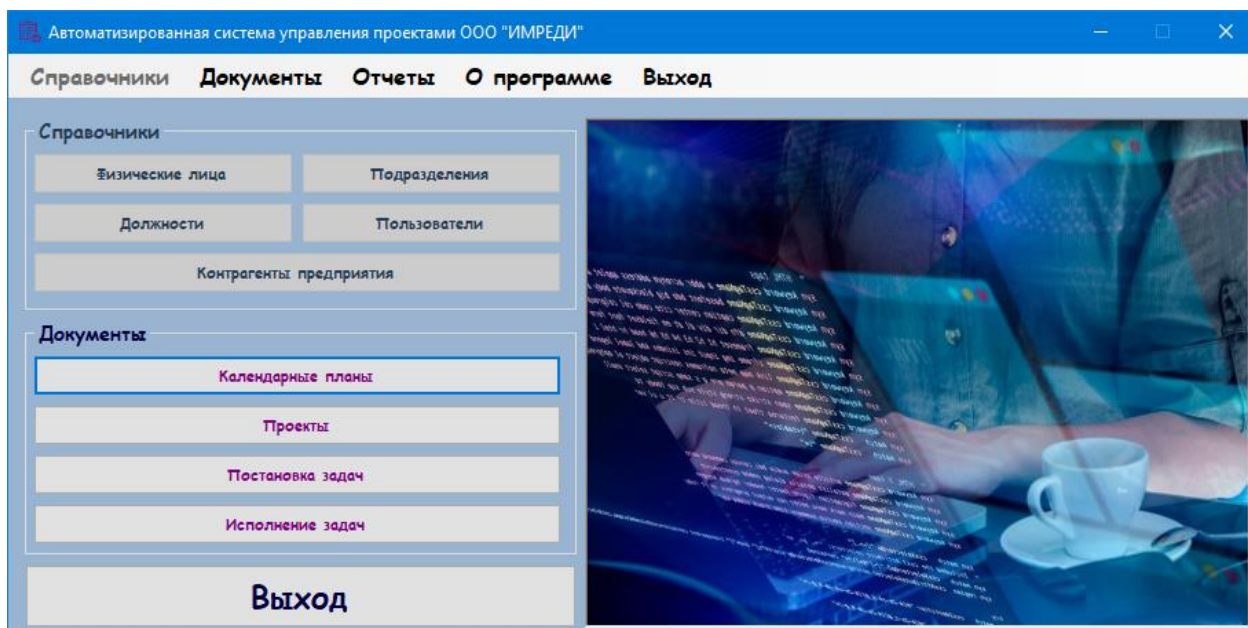 Автоматизированная система управления проектами ООО "ИМРЕДИ"
Справочники Документы Отчеты О программе Выход
Справочники
Физические лица Подразделения
Должности Пользователи
Контрагенты предприятия
Документы
Календарные планы
Проекты
Постановка задач
Исполнение задач
Выход